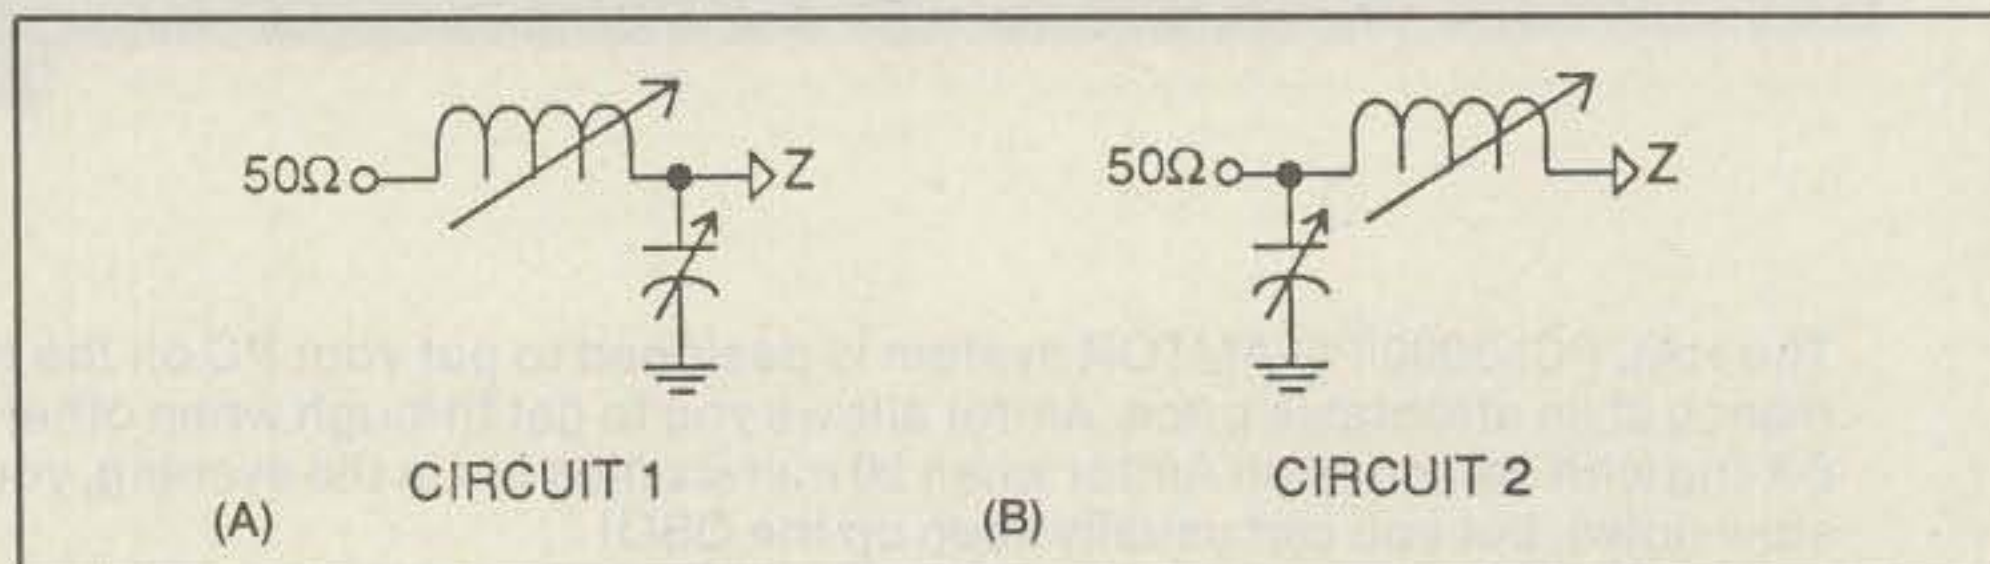 50Ω Z
50Ω Z
CIRCUIT 1
(A)
CIRCUIT 2
(B)